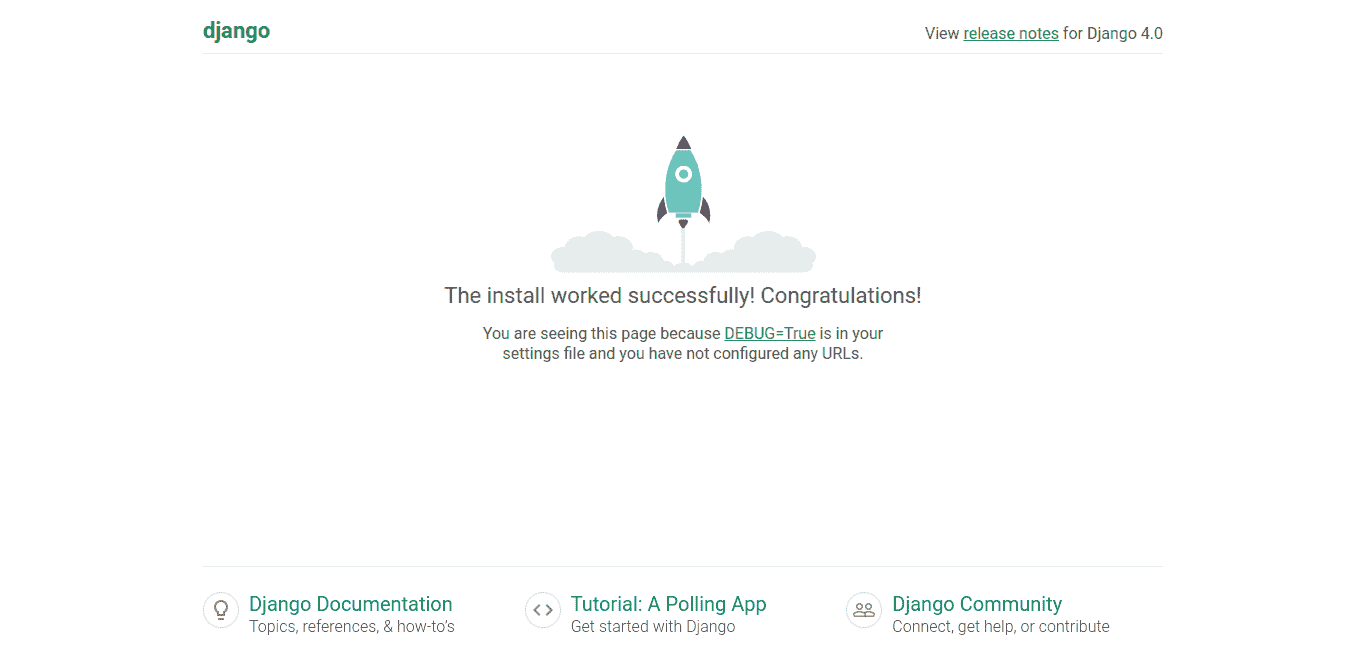 django
View release notes for Django 4.0
The install worked successfully! Congratulations!
You are seeing this page because DEBUG=True is in your
settings file and you have not configured any URLs.
Django Documentation
Topics, references, & how-to’s
Tutorial: A Polling App
Get started with Django
Django Community
Connect, get help, or contribute